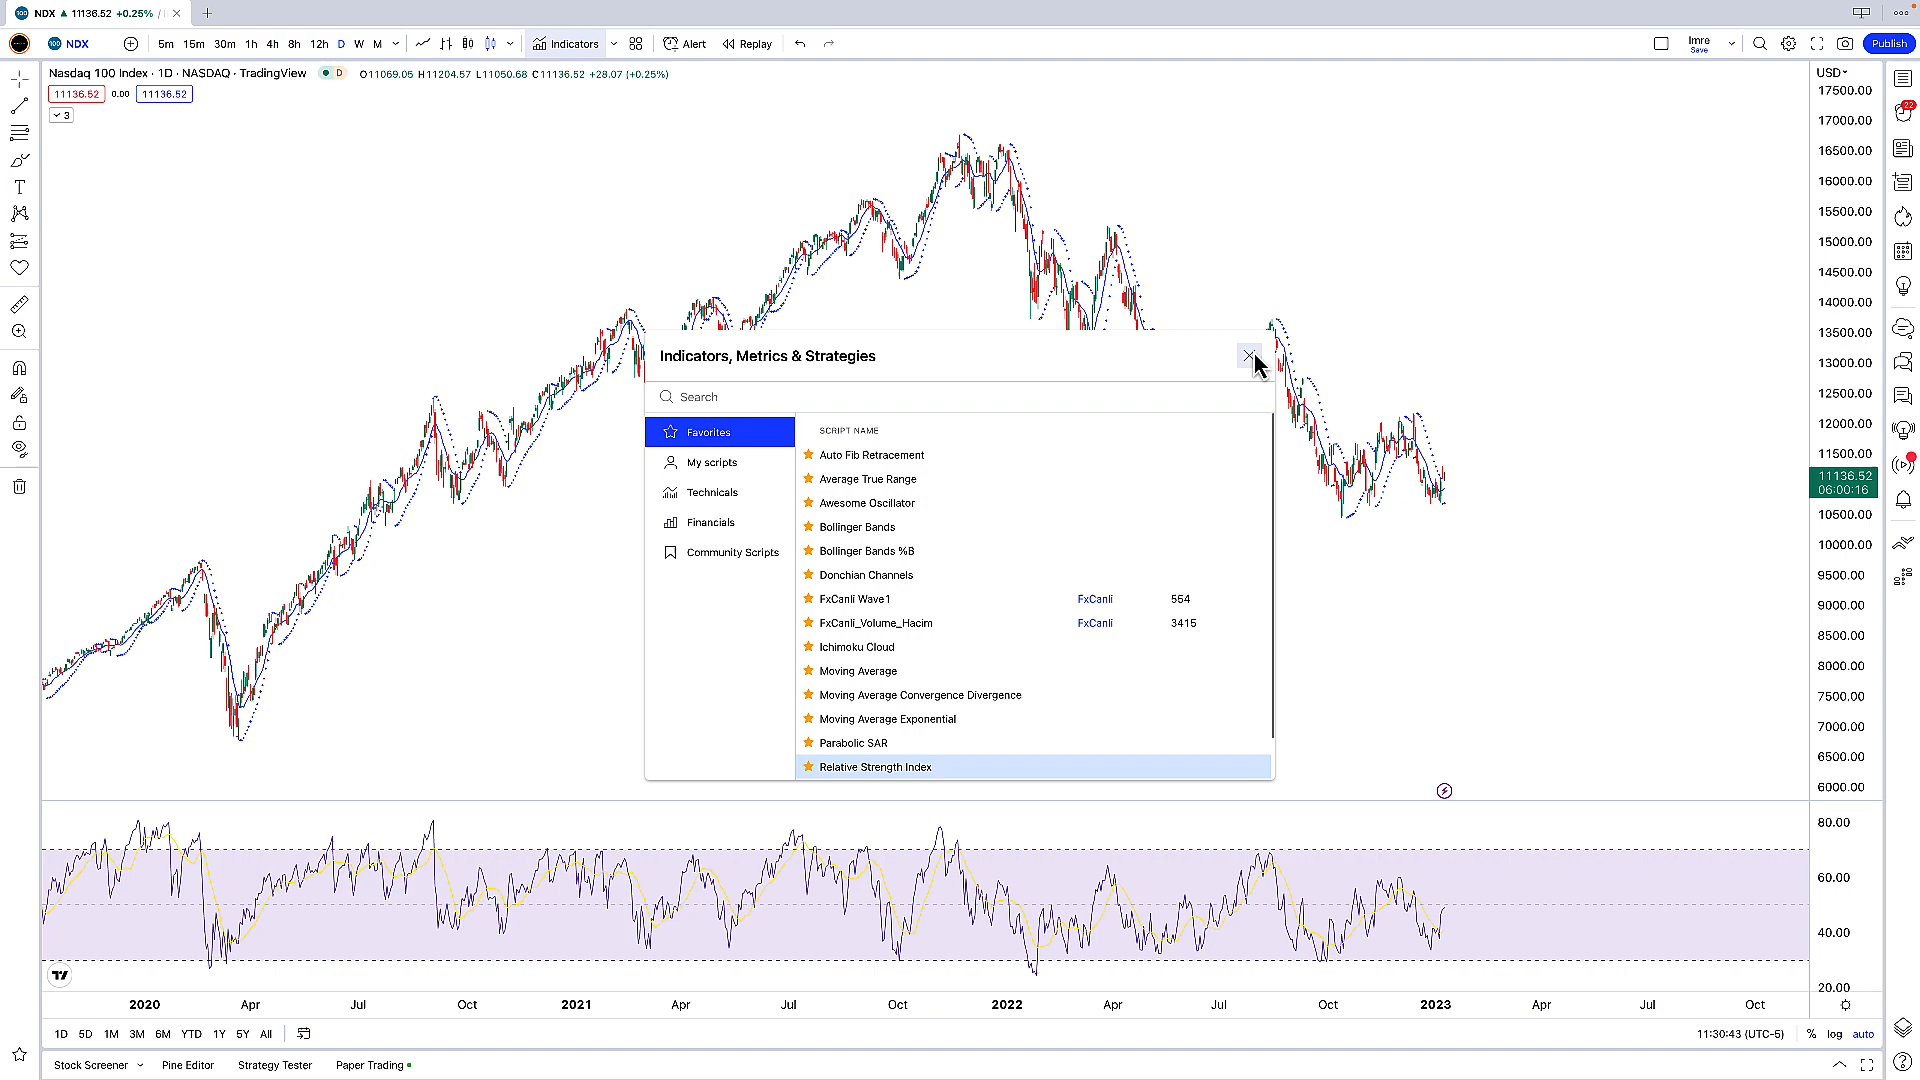 NDX ▲ 11136.52 +0.25% /
NDX
5m 15m 30m 1h 4h 8h 12h D W M
Indicators
Alert
Replay
Imre
Save
Publish
Nasdaq 100 Index · 1D · NASDAQ · TradingView
D
O11069.05 H11204.57 L11050.68 C11136.52 +28.07 (+0.25%)
11136.52 0.00 11136.52
3
USD
17500.00
17000.00
16500.00
16000.00
15500.00
15000.00
14500.00
14000.00
13500.00
13000.00
12500.00
12000.00
11500.00
11136.52
06:00:16
10500.00
10000.00
9500.00
9000.00
8500.00
8000.00
7500.00
7000.00
6500.00
6000.00
22
Indicators, Metrics & Strategies
Search
Favorites
My scripts
Technicals
Financials
Community Scripts
SCRIPT NAME
Auto Fib Retracement
Average True Range
Awesome Oscillator
Bollinger Bands
Bollinger Bands %B
Donchian Channels
FxCanli Wave1 FxCanli 554
FxCanli_Volume_Hacim FxCanli 3415
Ichimoku Cloud
Moving Average
Moving Average Convergence Divergence
Moving Average Exponential
Parabolic SAR
Relative Strength Index
80.00
60.00
40.00
20.00
2020 Apr Jul Oct 2021 Apr Jul Oct 2022 Apr Jul Oct 2023 Apr Jul Oct
1D 5D 1M 3M 6M YTD 1Y 5Y All
11:30:43 (UTC-5) % log auto
Stock Screener Pine Editor Strategy Tester Paper Trading